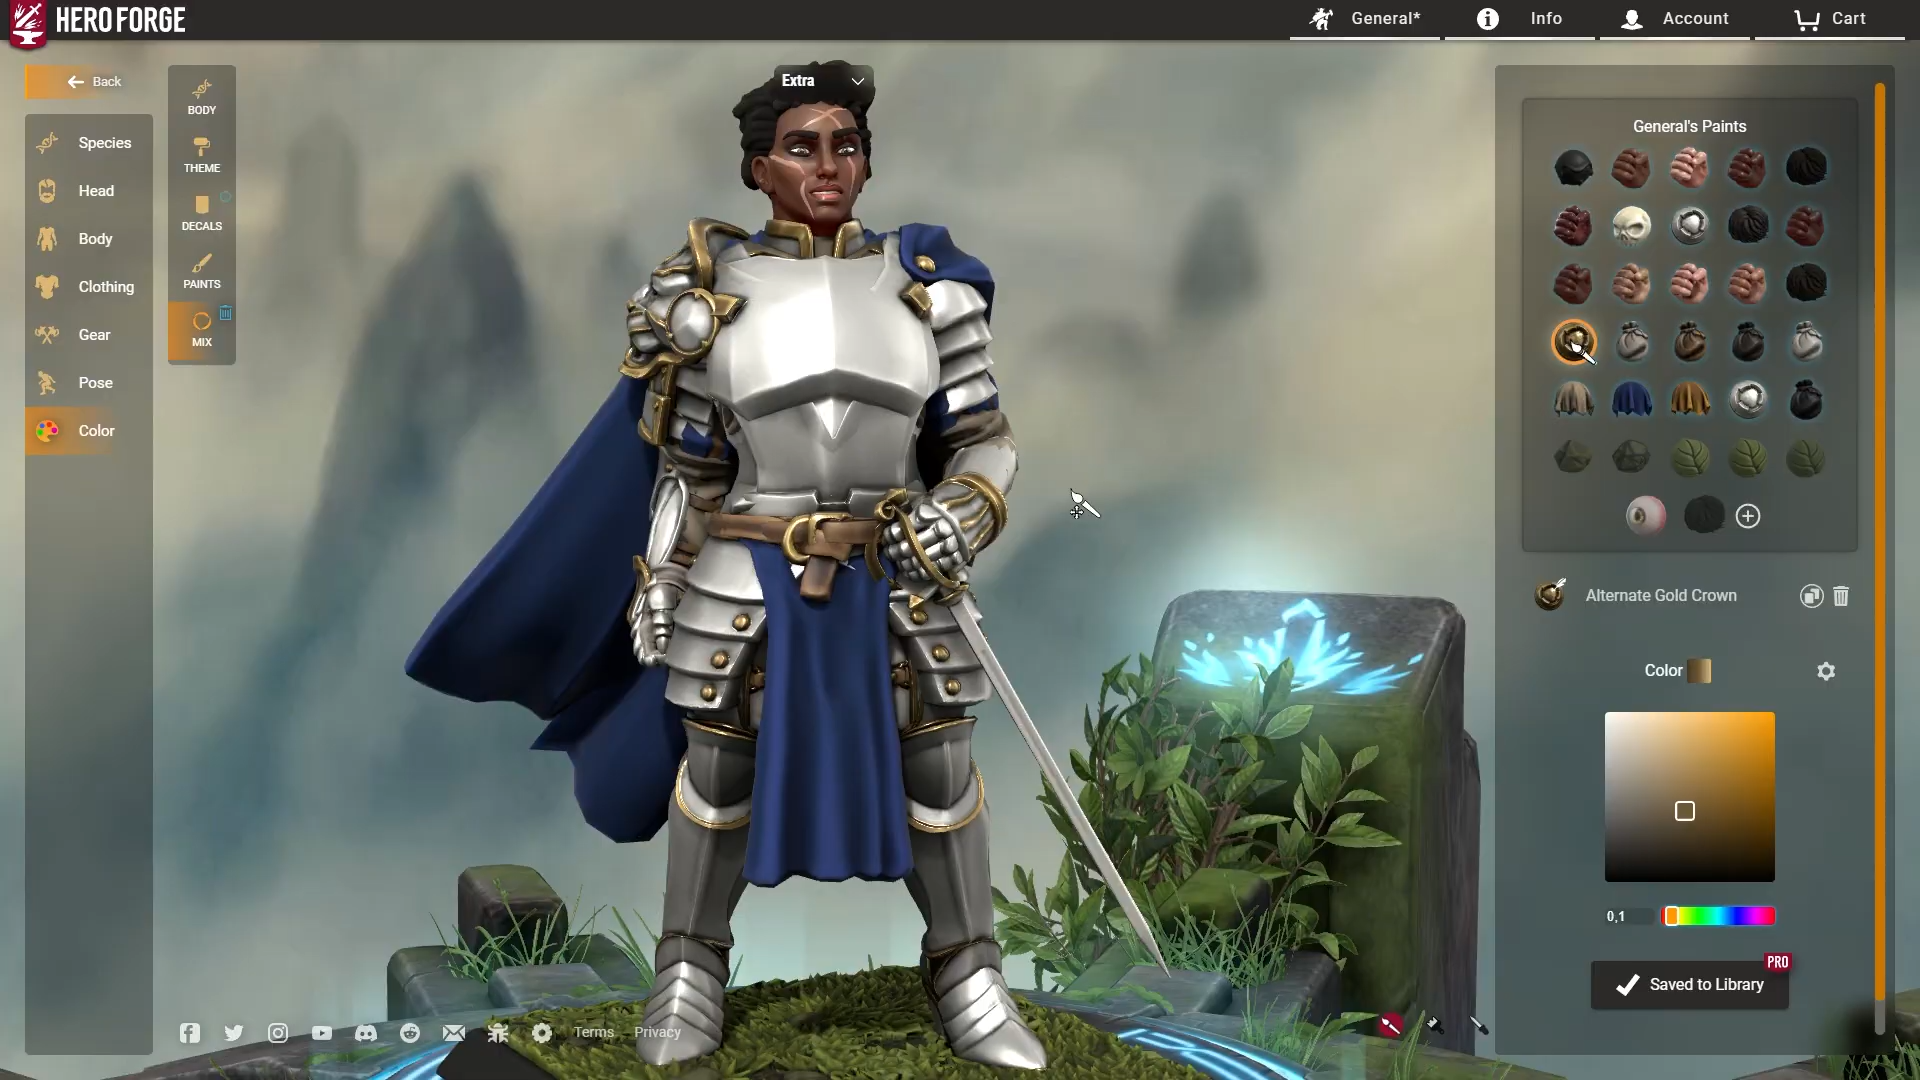 HERO FORGE
General*
Info
Account
Cart
Back
Species
Head
Body
Clothing
Gear
Pose
Color
BODY
THEME
DECALS
PAINTS
MIX
Extra
General's Paints
Alternate Gold Crown
Color
0,1
PRO
Saved to Library
Terms
Privacy